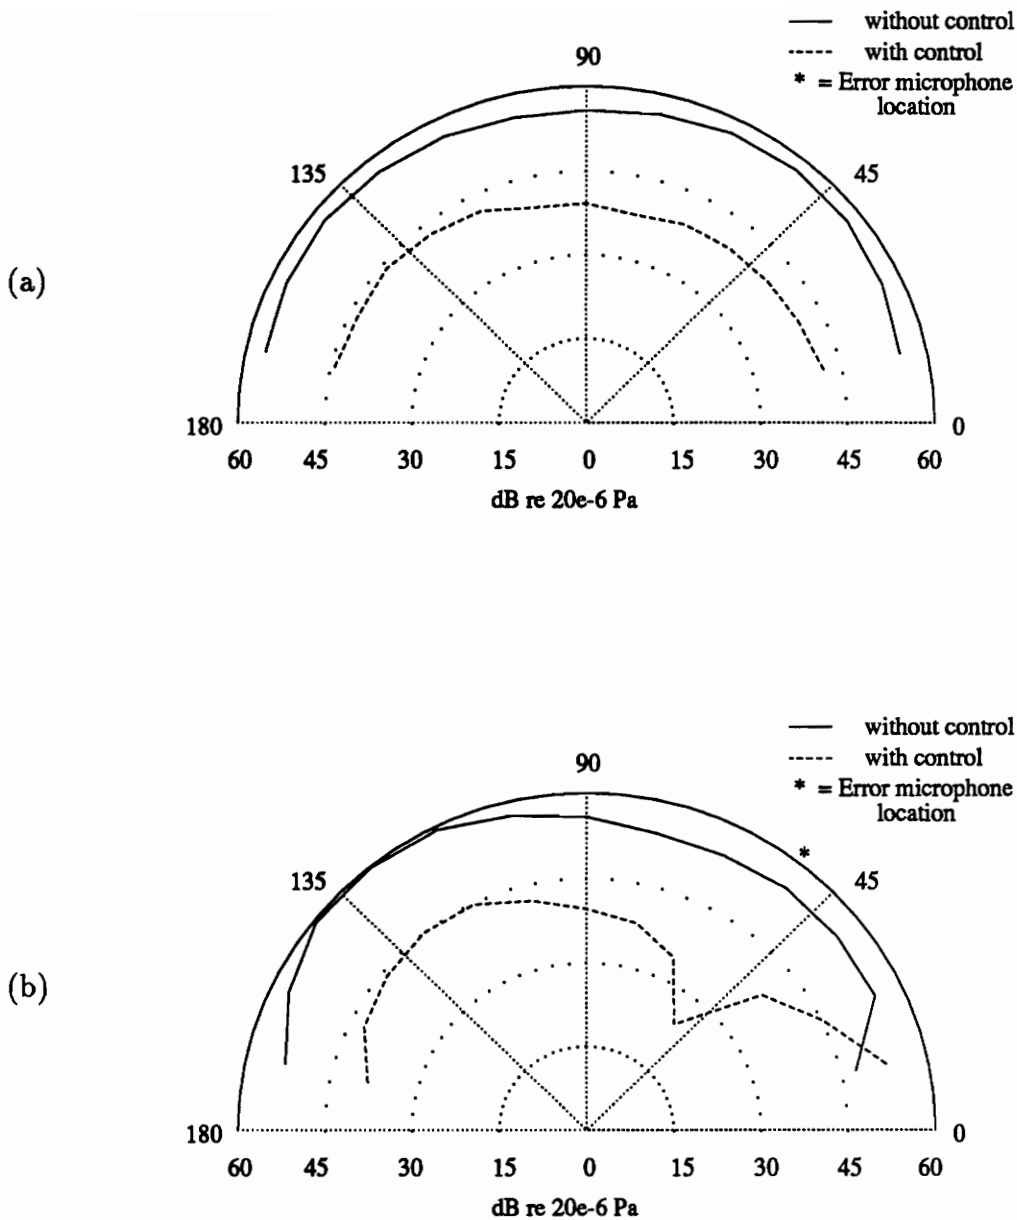 without control
with control
* = Error microphone
location
90
135
45
(a)
180
0
60 45 30 15 0 15 30 45 60
dB re 20e-6 Pa
without control
with control
* = Error microphone
location
90
*
135
45
(b)
180
0
60 45 30 15 0 15 30 45 60
dB re 20e-6 Pa